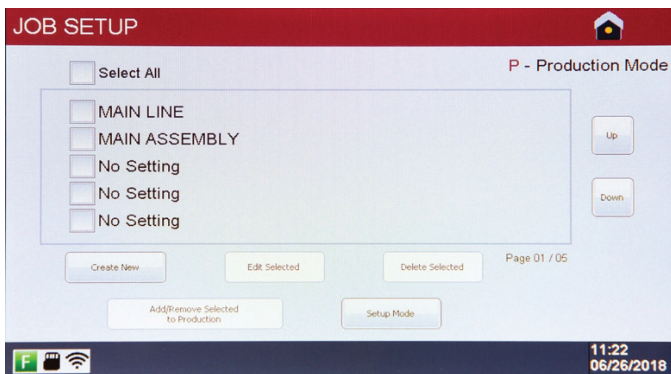 JOB SETUP
Select All
P - Production Mode
MAIN LINE
MAIN ASSEMBLY
No Setting
No Setting
No Setting
Up
Down
Create New
Edit Selected
Delete Selected
Page 01 / 05
Add/Remove Selected
to Production
Setup Mode
F
11:22
06/26/2018